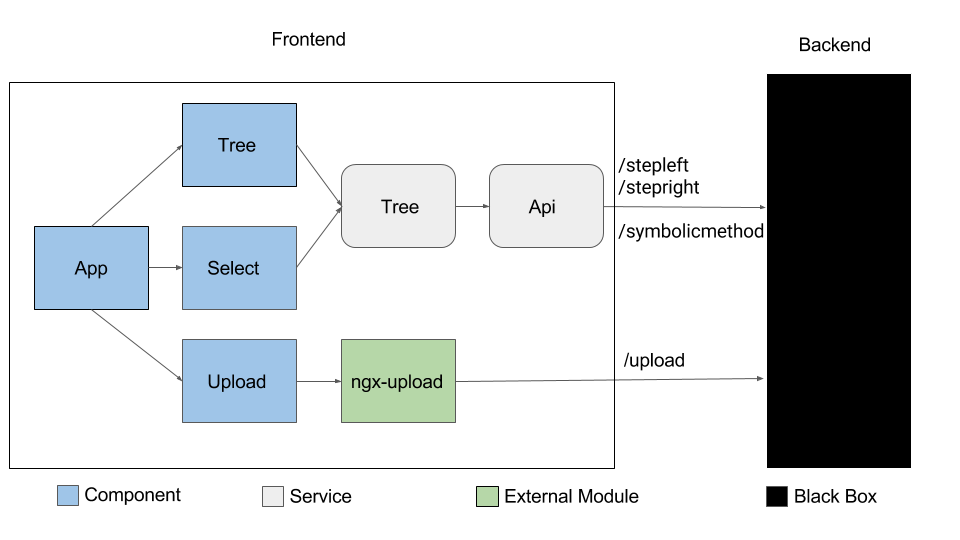 Frontend
Backend
Tree
/stepleft
/stepright
Tree
Api
/symbolicmethod
App
Select
/upload
Upload
ngx-upload
Component
Service
External Module
Black Box